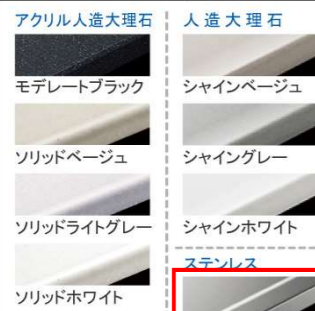 アクリル人造大理石
モデレートブラック
ソリッドベージュ
ソリッドライトグレー
ソリッドホワイト
人造大理石
シャインベージュ
シャイングレー
シャインホワイト
ステンレス